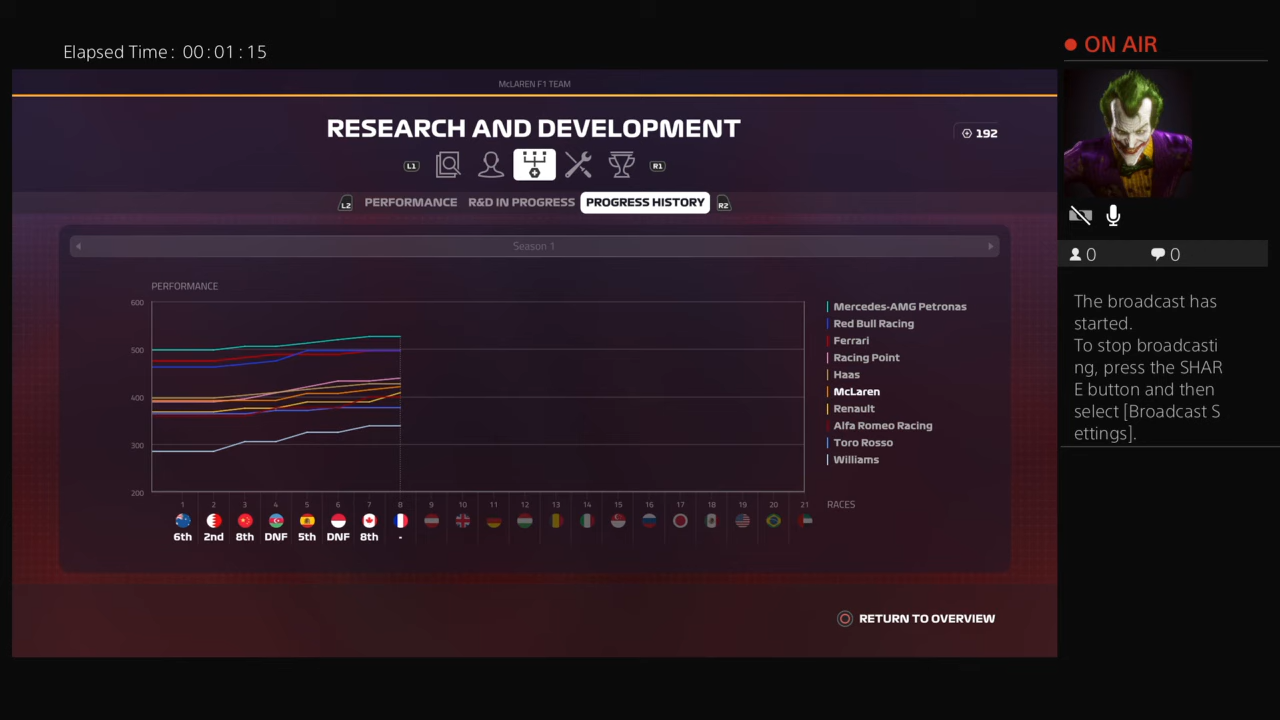 Elapsed Time: 00:01:15
ON AIR
McLAREN F1 TEAM
RESEARCH AND DEVELOPMENT
192
L1
R1
L2
PERFORMANCE
R&D IN PROGRESS
PROGRESS HISTORY
R2
Season 1
0
0
The broadcast has
started.
To stop broadcasti
ng, press the SHAR
E button and then
select [Broadcast S
ettings].
PERFORMANCE
600
500
400
300
200
Mercedes-AMG Petronas
Red Bull Racing
Ferrari
Racing Point
Haas
McLaren
Renault
Alfa Romeo Racing
Toro Rosso
Williams
1 2 3 4 5 6 7 8 9 10 11 12 13 14 15 16 17 18 19 20 21
RACES
6th 2nd 8th DNF 5th DNF 8th -
RETURN TO OVERVIEW